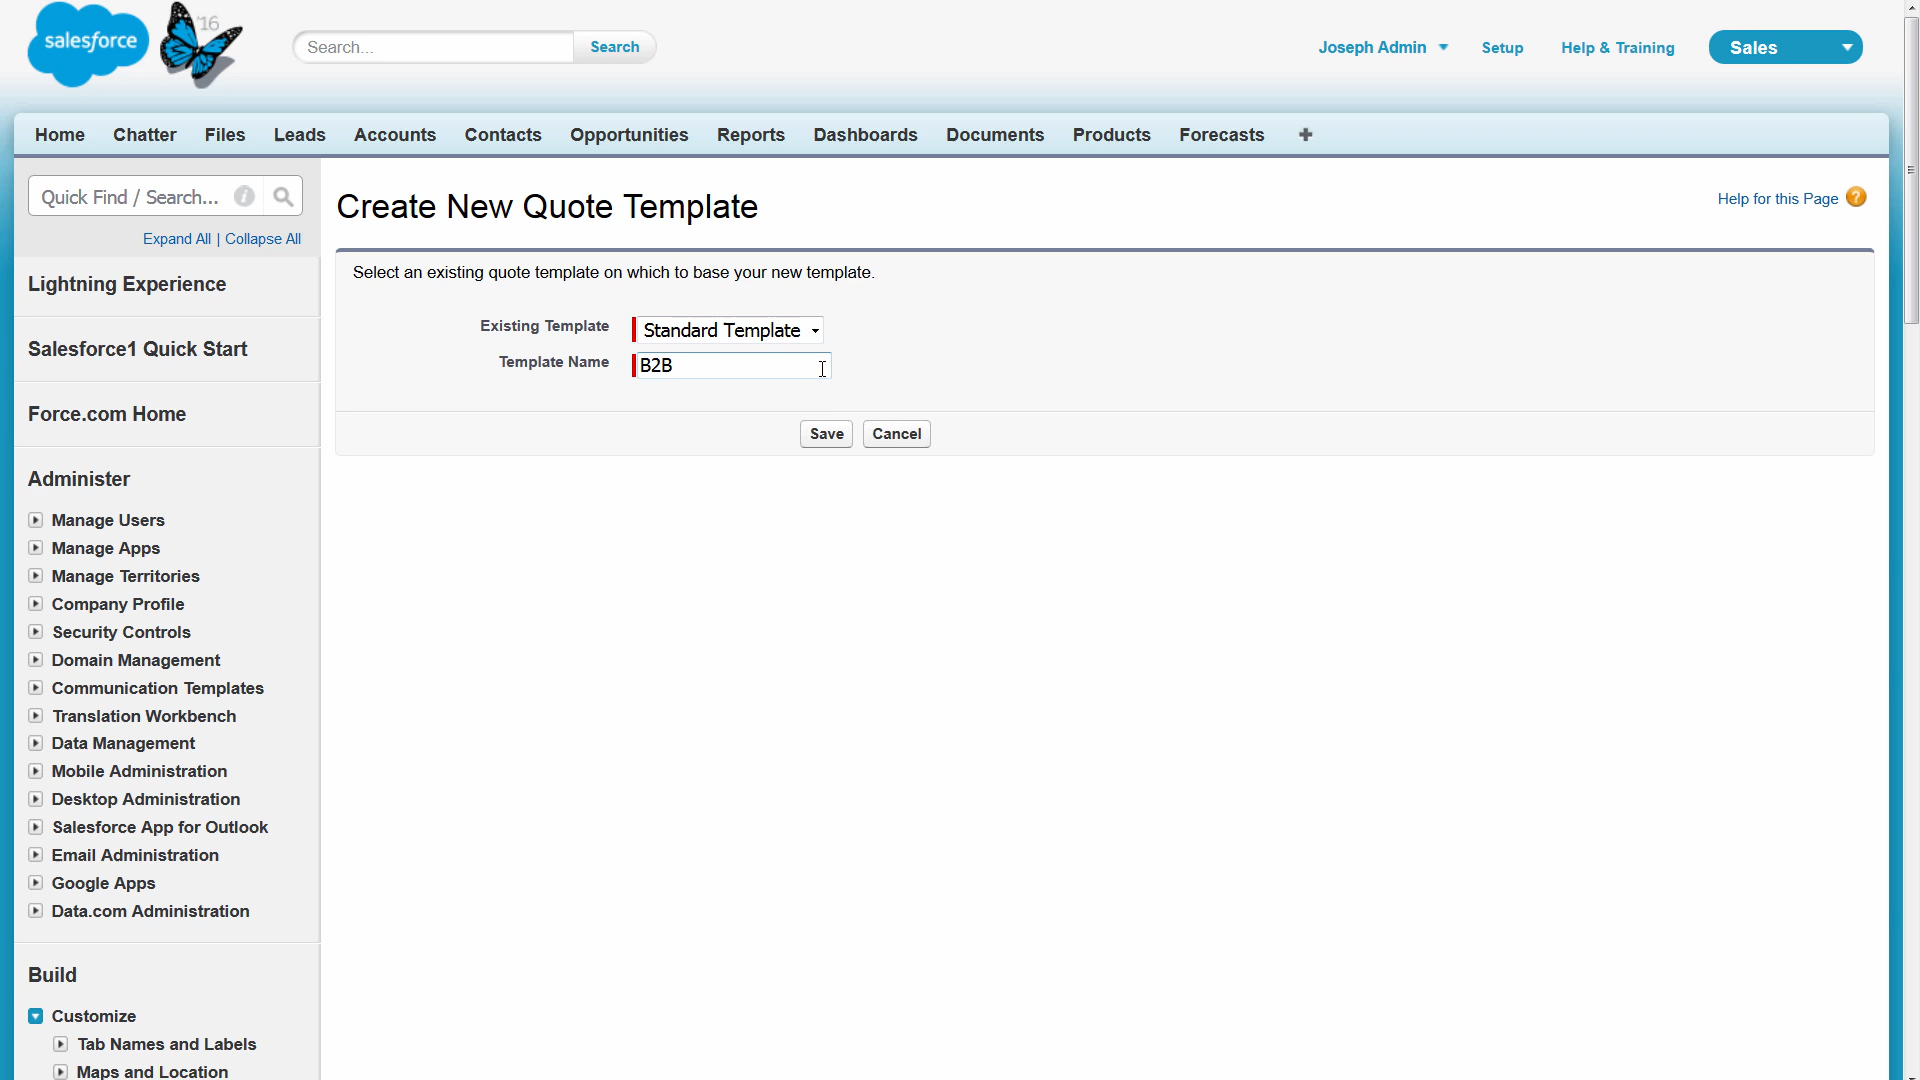 salesforce
'16
Search...
Search
Joseph Admin
Setup
Help & Training
Sales
Home
Chatter
Files
Leads
Accounts
Contacts
Opportunities
Reports
Dashboards
Documents
Products
Forecasts
Quick Find / Search...
Expand All | Collapse All
Lightning Experience
Salesforce1 Quick Start
Force.com Home
Administer
Manage Users
Manage Apps
Manage Territories
Company Profile
Security Controls
Domain Management
Communication Templates
Translation Workbench
Data Management
Mobile Administration
Desktop Administration
Salesforce App for Outlook
Email Administration
Google Apps
Data.com Administration
Build
Customize
Tab Names and Labels
Maps and Location
Create New Quote Template
Help for this Page
Select an existing quote template on which to base your new template.
Existing Template
Standard Template
Template Name
B2B
Save
Cancel